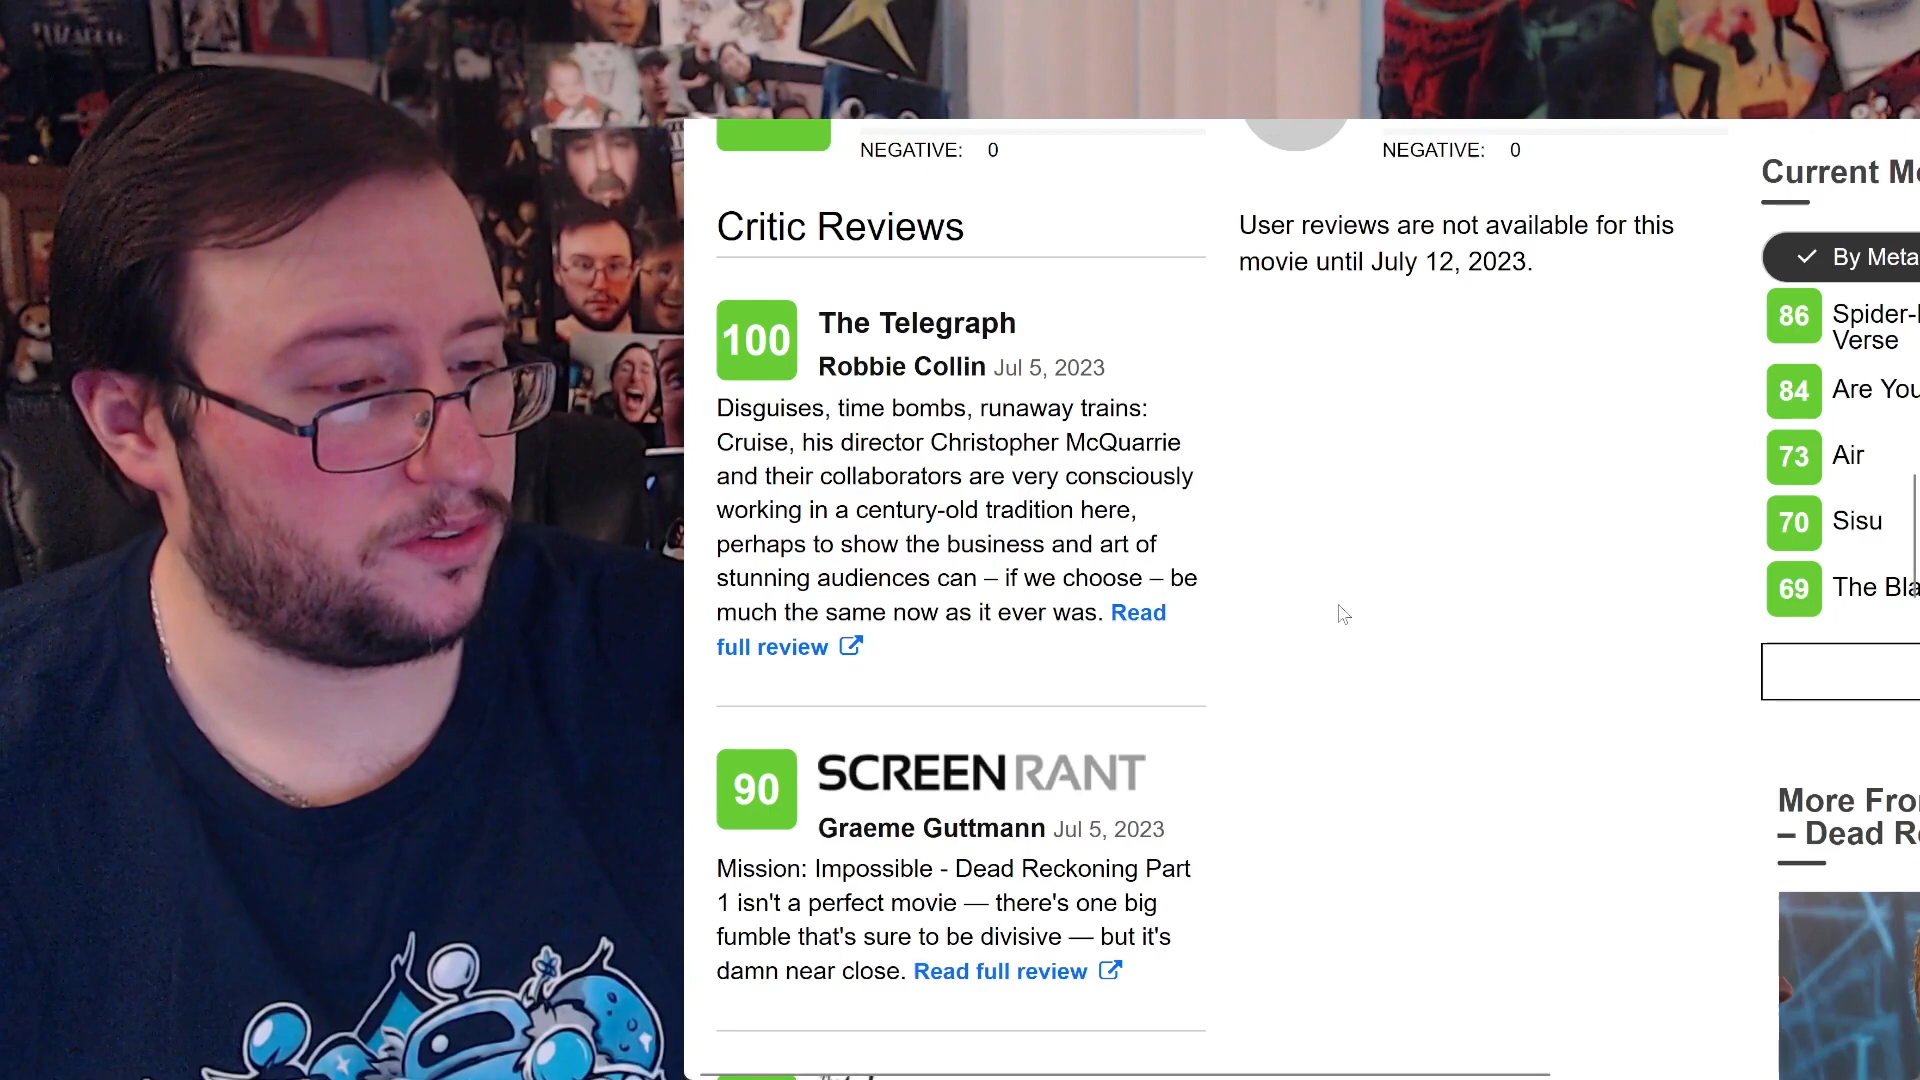 NEGATIVE: 0
NEGATIVE: 0
Critic Reviews
100
The Telegraph
Robbie Collin Jul 5, 2023
Disguises, time bombs, runaway trains:
Cruise, his director Christopher McQuarrie
and their collaborators are very consciously
working in a century-old tradition here,
perhaps to show the business and art of
stunning audiences can – if we choose – be
much the same now as it ever was. Read
full review
90
SCREENRANT
Graeme Guttmann Jul 5, 2023
Mission: Impossible - Dead Reckoning Part
1 isn't a perfect movie — there's one big
fumble that's sure to be divisive — but it's
damn near close. Read full review
User reviews are not available for this
movie until July 12, 2023.
Current M
By Meta
86 Spider-
Verse
84 Are You
73 Air
70 Sisu
69 The Bla
More Fro
– Dead R